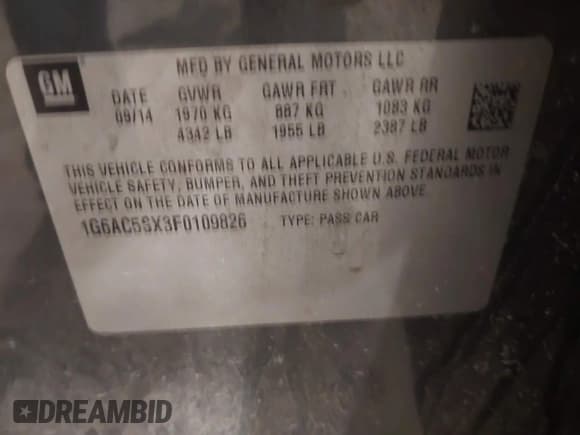 GM
MFD BY GENERAL MOTORS LLC
DATE GVWR GAWR FRT GAWR RR
09/14 1970 KG 887 KG 1083 KG
4342 LB 1955 LB 2387 LB
THIS VEHICLE CONFORMS TO ALL APPLICABLE U.S. FEDERAL MOTOR
VEHICLE SAFETY, BUMPER, AND THEFT PREVENTION STANDARDS IN
EFFECT ON THE DATE OF MANUFACTURE SHOWN ABOVE.
1G6AC5SX3F0109826 TYPE: PASS CAR
DREAMBID